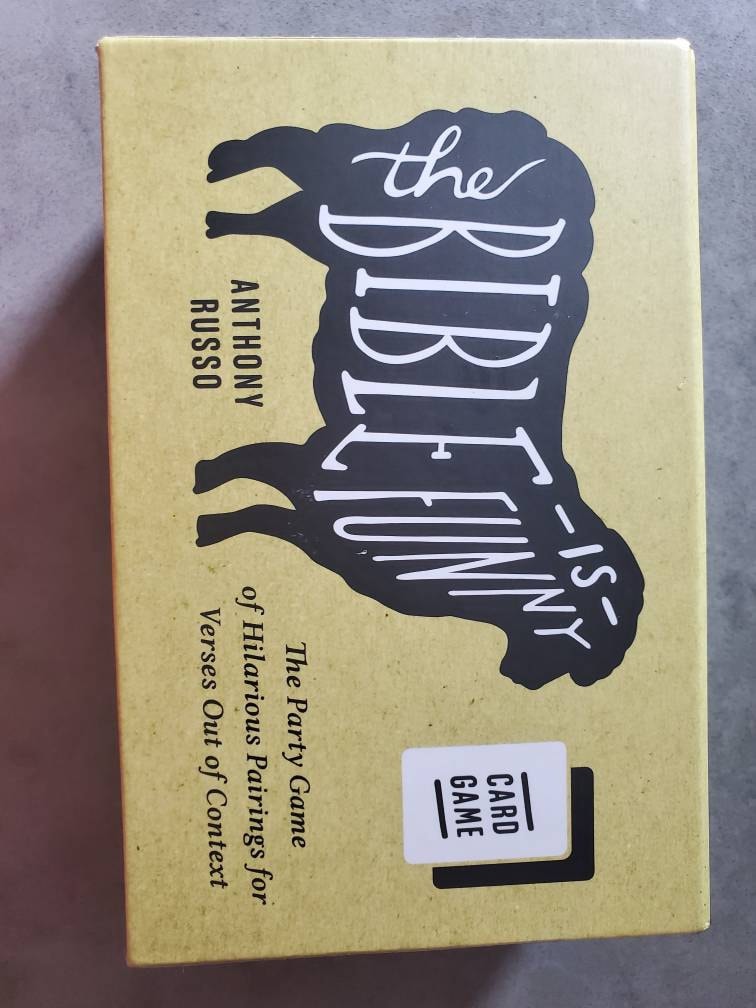 the
BIBLE
-IS-
FUNNY
ANTHONY
RUSSO
CARD
GAME
The Party Game
of Hilarious Pairings for
Verses Out of Context